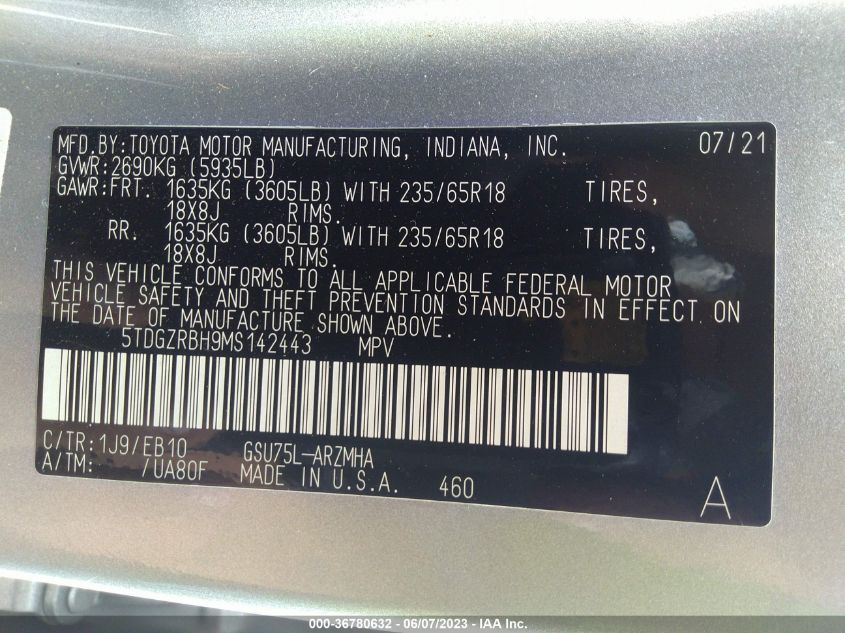 MFD.BY:TOYOTA MOTOR MANUFACTURING, INDIANA, INC. 07/21
GVWR:2690KG (5935LB)
GAWR:FRT. 1635KG (3605LB) WITH 235/65R18 TIRES,
18X8J RIMS.
RR. 1635KG (3605LB) WITH 235/65R18 TIRES,
18X8J RIMS.
THIS VEHICLE CONFORMS TO ALL APPLICABLE FEDERAL MOTOR
VEHICLE SAFETY AND THEFT PREVENTION STANDARDS IN EFFECT ON
THE DATE OF MANUFACTURE SHOWN ABOVE.
5TDGZRBH9MS142443 MPV
C/TR:1J9/EB10 GSU75L-ARZMHA
A/TM: /UA80F MADE IN U.S.A. 460 A
000-36780632 - 06/07/2023 - IAA Inc.